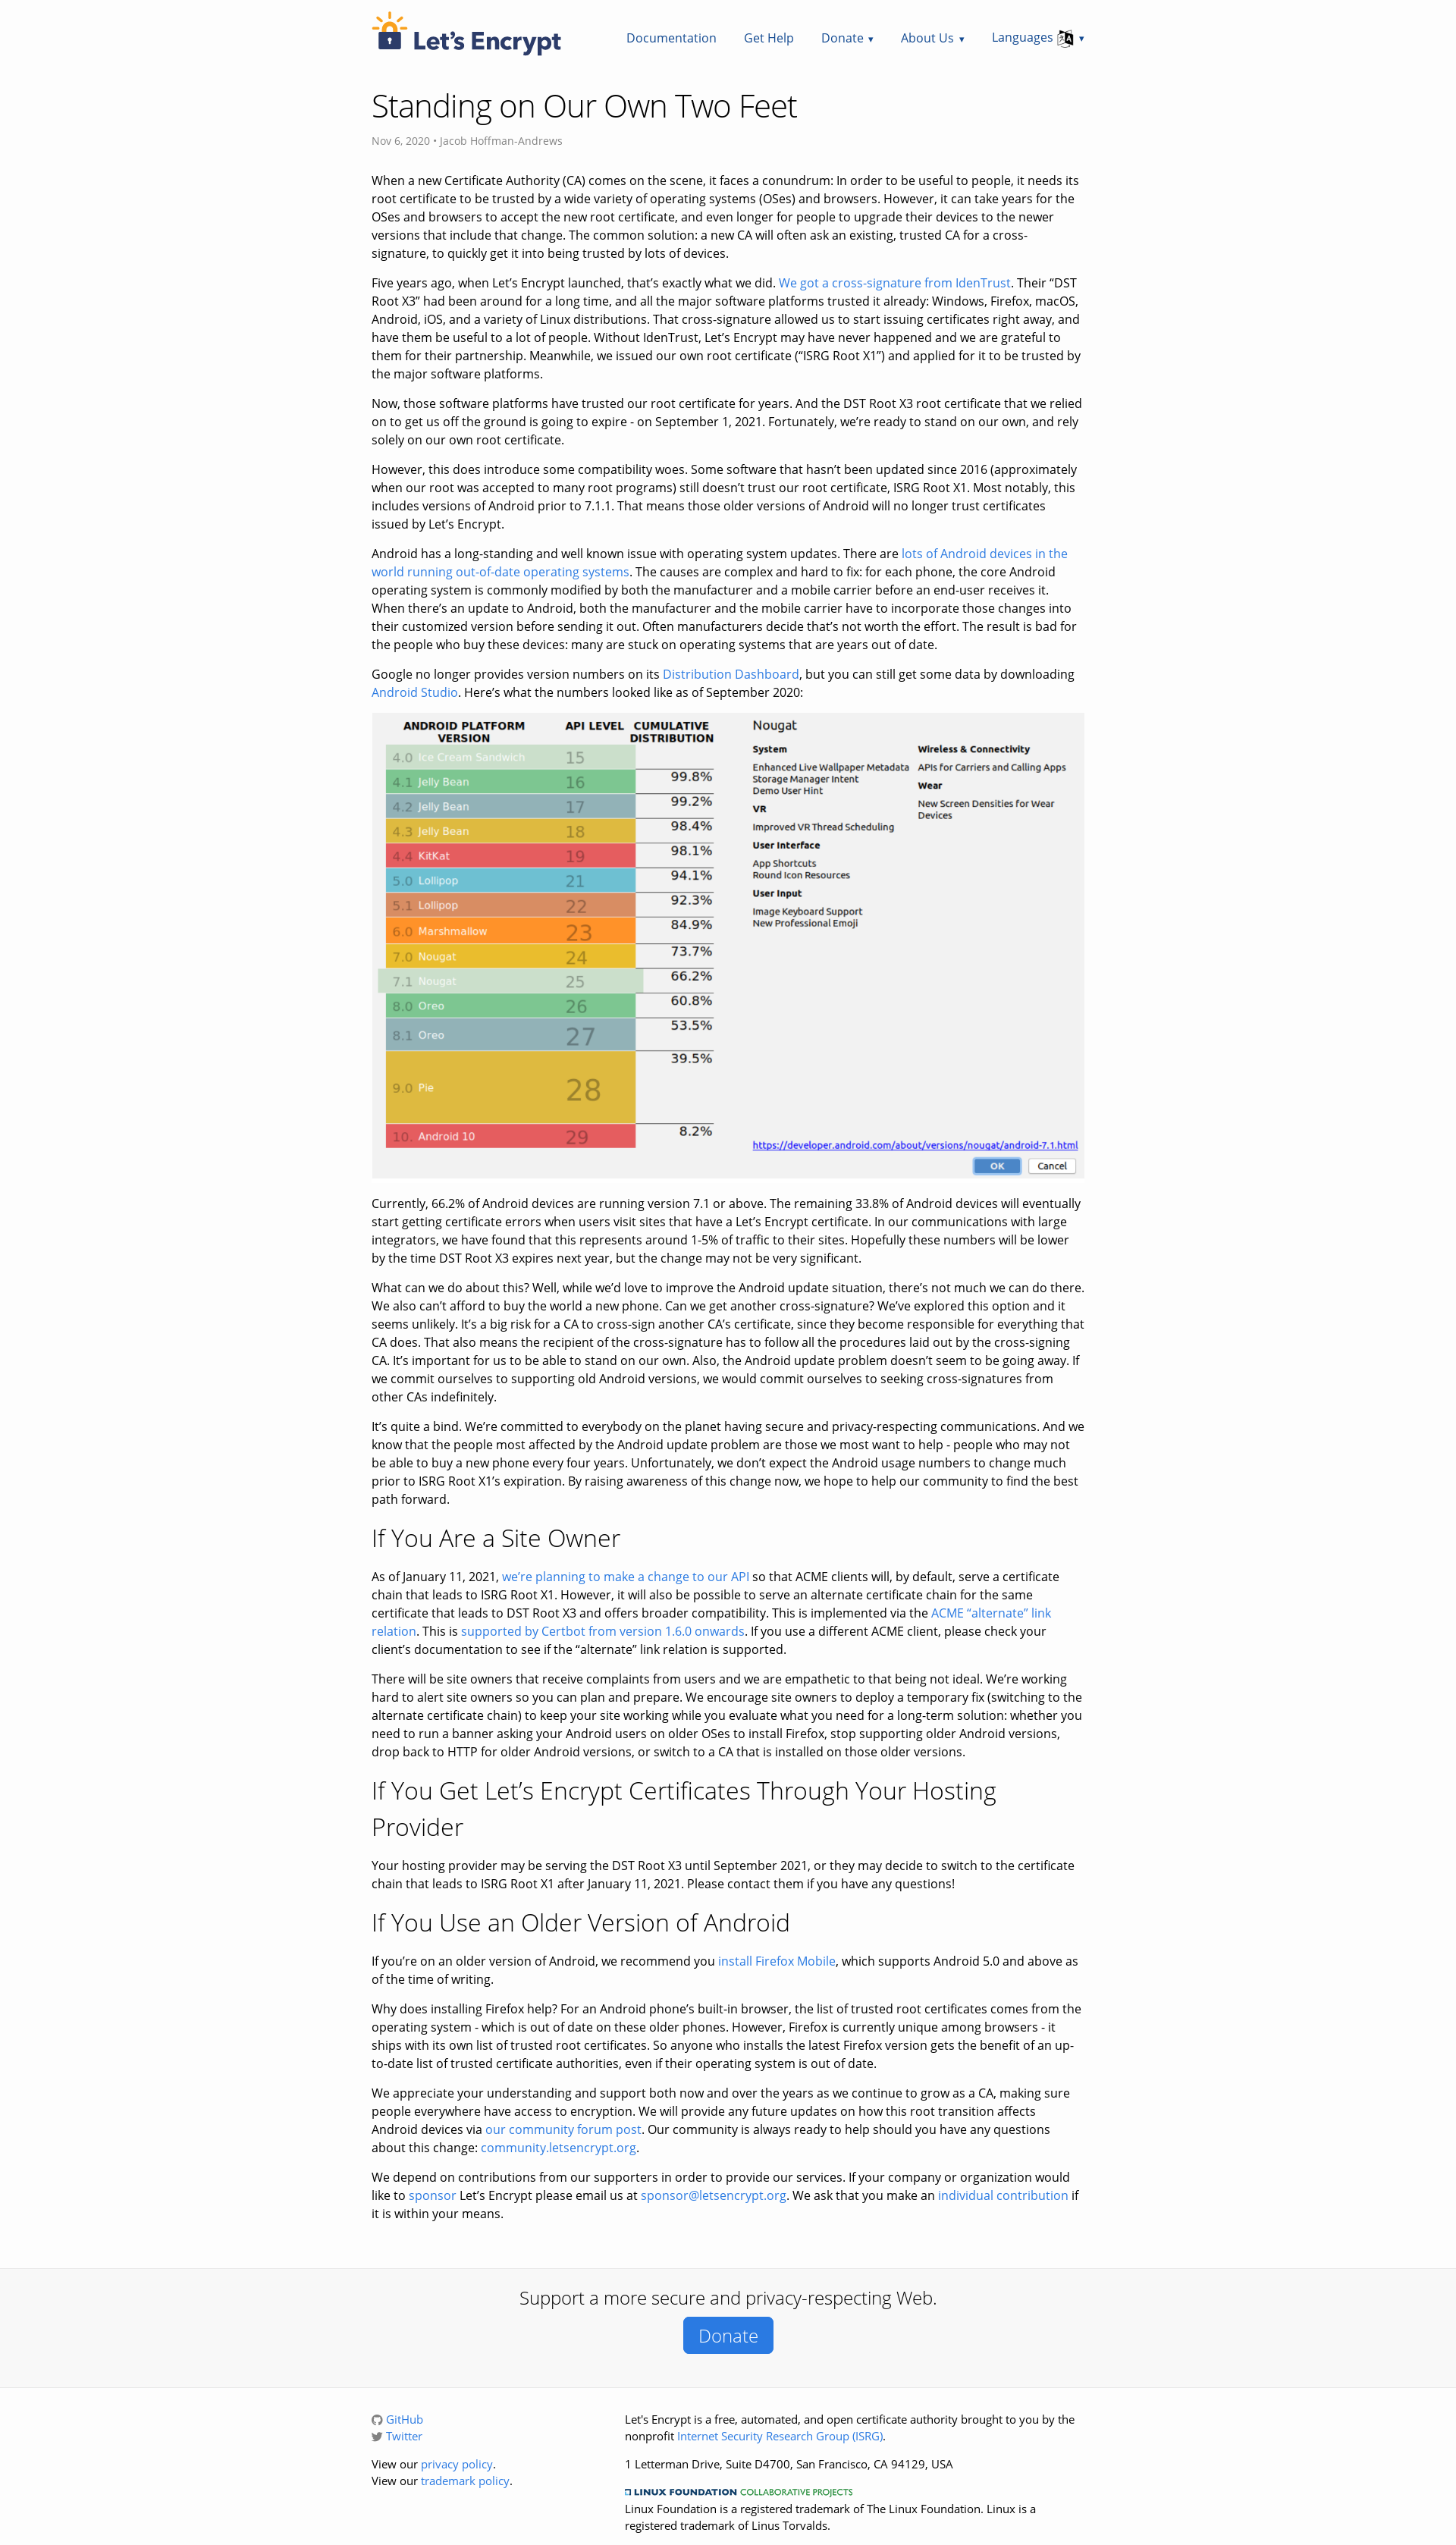 Let's Encrypt
Documentation Get Help Donate ▼ About Us ▼ Languages ▼
Standing on Our Own Two Feet
Nov 6, 2020 • Jacob Hoffman-Andrews
When a new Certificate Authority (CA) comes on the scene, it faces a conundrum: In order to be useful to people, it needs its
root certificate to be trusted by a wide variety of operating systems (OSes) and browsers. However, it can take years for the
OSes and browsers to accept the new root certificate, and even longer for people to upgrade their devices to the newer
versions that include that change. The common solution: a new CA will often ask an existing, trusted CA for a cross-
signature, to quickly get it into being trusted by lots of devices.
Five years ago, when Let’s Encrypt launched, that’s exactly what we did. We got a cross-signature from IdenTrust. Their “DST
Root X3” had been around for a long time, and all the major software platforms trusted it already: Windows, Firefox, macOS,
Android, iOS, and a variety of Linux distributions. That cross-signature allowed us to start issuing certificates right away, and
have them be useful to a lot of people. Without IdenTrust, Let’s Encrypt may have never happened and we are grateful to
them for their partnership. Meanwhile, we issued our own root certificate (“ISRG Root X1”) and applied for it to be trusted by
the major software platforms.
Now, those software platforms have trusted our root certificate for years. And the DST Root X3 root certificate that we relied
on to get us off the ground is going to expire - on September 1, 2021. Fortunately, we’re ready to stand on our own, and rely
solely on our own root certificate.
However, this does introduce some compatibility woes. Some software that hasn’t been updated since 2016 (approximately
when our root was accepted to many root programs) still doesn’t trust our root certificate, ISRG Root X1. Most notably, this
includes versions of Android prior to 7.1.1. That means those older versions of Android will no longer trust certificates
issued by Let’s Encrypt.
Android has a long-standing and well known issue with operating system updates. There are lots of Android devices in the
world running out-of-date operating systems. The causes are complex and hard to fix: for each phone, the core Android
operating system is commonly modified by both the manufacturer and a mobile carrier before an end-user receives it.
When there’s an update to Android, both the manufacturer and the mobile carrier have to incorporate those changes into
their customized version before sending it out. Often manufacturers decide that’s not worth the effort. The result is bad for
the people who buy these devices: many are stuck on operating systems that are years out of date.
Google no longer provides version numbers on its Distribution Dashboard, but you can still get some data by downloading
Android Studio. Here’s what the numbers looked like as of September 2020:
ANDROID PLATFORM VERSION API LEVEL CUMULATIVE DISTRIBUTION
4.0 Ice Cream Sandwich 15
99.8%
4.1 Jelly Bean 16
99.2%
4.2 Jelly Bean 17
98.4%
4.3 Jelly Bean 18
98.1%
4.4 KitKat 19
94.1%
5.0 Lollipop 21
92.3%
5.1 Lollipop 22
84.9%
6.0 Marshmallow 23
73.7%
7.0 Nougat 24
66.2%
7.1 Nougat 25
60.8%
8.0 Oreo 26
53.5%
8.1 Oreo 27
39.5%
9.0 Pie 28
8.2%
10. Android 10 29
Nougat
System
Enhanced Live Wallpaper Metadata
Storage Manager Intent
Demo User Hint
VR
Improved VR Thread Scheduling
User Interface
App Shortcuts
Round Icon Resources
User Input
Image Keyboard Support
New Professional Emoji
Wireless & Connectivity
APIs for Carriers and Calling Apps
Wear
New Screen Densities for Wear
Devices
https://developer.android.com/about/versions/nougat/android-7.1.html
OK Cancel
Currently, 66.2% of Android devices are running version 7.1 or above. The remaining 33.8% of Android devices will eventually
start getting certificate errors when users visit sites that have a Let’s Encrypt certificate. In our communications with large
integrators, we have found that this represents around 1-5% of traffic to their sites. Hopefully these numbers will be lower
by the time DST Root X3 expires next year, but the change may not be very significant.
What can we do about this? Well, while we’d love to improve the Android update situation, there’s not much we can do there.
We also can’t afford to buy the world a new phone. Can we get another cross-signature? We’ve explored this option and it
seems unlikely. It’s a big risk for a CA to cross-sign another CA’s certificate, since they become responsible for everything that
CA does. That also means the recipient of the cross-signature has to follow all the procedures laid out by the cross-signing
CA. It’s important for us to be able to stand on our own. Also, the Android update problem doesn’t seem to be going away. If
we commit ourselves to supporting old Android versions, we would commit ourselves to seeking cross-signatures from
other CAs indefinitely.
It’s quite a bind. We’re committed to everybody on the planet having secure and privacy-respecting communications. And we
know that the people most affected by the Android update problem are those we most want to help - people who may not
be able to buy a new phone every four years. Unfortunately, we don’t expect the Android usage numbers to change much
prior to ISRG Root X1’s expiration. By raising awareness of this change now, we hope to help our community to find the best
path forward.
If You Are a Site Owner
As of January 11, 2021, we’re planning to make a change to our API so that ACME clients will, by default, serve a certificate
chain that leads to ISRG Root X1. However, it will also be possible to serve an alternate certificate chain for the same
certificate that leads to DST Root X3 and offers broader compatibility. This is implemented via the ACME “alternate” link
relation. This is supported by Certbot from version 1.6.0 onwards. If you use a different ACME client, please check your
client’s documentation to see if the “alternate” link relation is supported.
There will be site owners that receive complaints from users and we are empathetic to that being not ideal. We’re working
hard to alert site owners so you can plan and prepare. We encourage site owners to deploy a temporary fix (switching to the
alternate certificate chain) to keep your site working while you evaluate what you need for a long-term solution: whether you
need to run a banner asking your Android users on older OSes to install Firefox, stop supporting older Android versions,
drop back to HTTP for older Android versions, or switch to a CA that is installed on those older versions.
If You Get Let’s Encrypt Certificates Through Your Hosting
Provider
Your hosting provider may be serving the DST Root X3 until September 2021, or they may decide to switch to the certificate
chain that leads to ISRG Root X1 after January 11, 2021. Please contact them if you have any questions!
If You Use an Older Version of Android
If you’re on an older version of Android, we recommend you install Firefox Mobile, which supports Android 5.0 and above as
of the time of writing.
Why does installing Firefox help? For an Android phone’s built-in browser, the list of trusted root certificates comes from the
operating system - which is out of date on these older phones. However, Firefox is currently unique among browsers - it
ships with its own list of trusted root certificates. So anyone who installs the latest Firefox version gets the benefit of an up-
to-date list of trusted certificate authorities, even if their operating system is out of date.
We appreciate your understanding and support both now and over the years as we continue to grow as a CA, making sure
people everywhere have access to encryption. We will provide any future updates on how this root transition affects
Android devices via our community forum post. Our community is always ready to help should you have any questions
about this change: community.letsencrypt.org.
We depend on contributions from our supporters in order to provide our services. If your company or organization would
like to sponsor Let’s Encrypt please email us at sponsor@letsencrypt.org. We ask that you make an individual contribution if
it is within your means.
Support a more secure and privacy-respecting Web.
Donate
GitHub
Twitter
View our privacy policy.
View our trademark policy.
Let's Encrypt is a free, automated, and open certificate authority brought to you by the
nonprofit Internet Security Research Group (ISRG).
1 Letterman Drive, Suite D4700, San Francisco, CA 94129, USA
LINUX FOUNDATION COLLABORATIVE PROJECTS
Linux Foundation is a registered trademark of The Linux Foundation. Linux is a
registered trademark of Linus Torvalds.